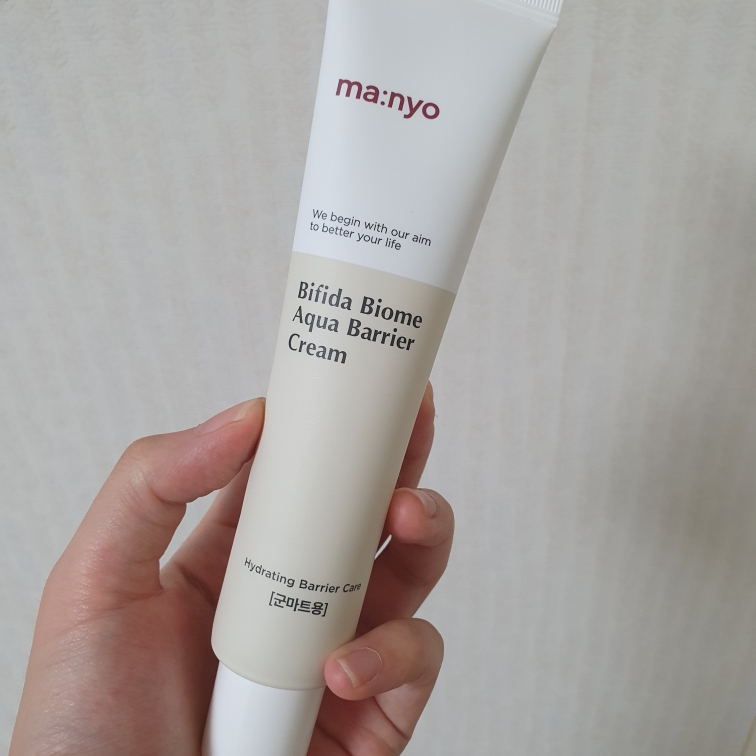 ma:nyo
We begin with our aim
to better your life
Bifida Biome
Aqua Barrier
Cream
Hydrating Barrier Care
[군마트용]